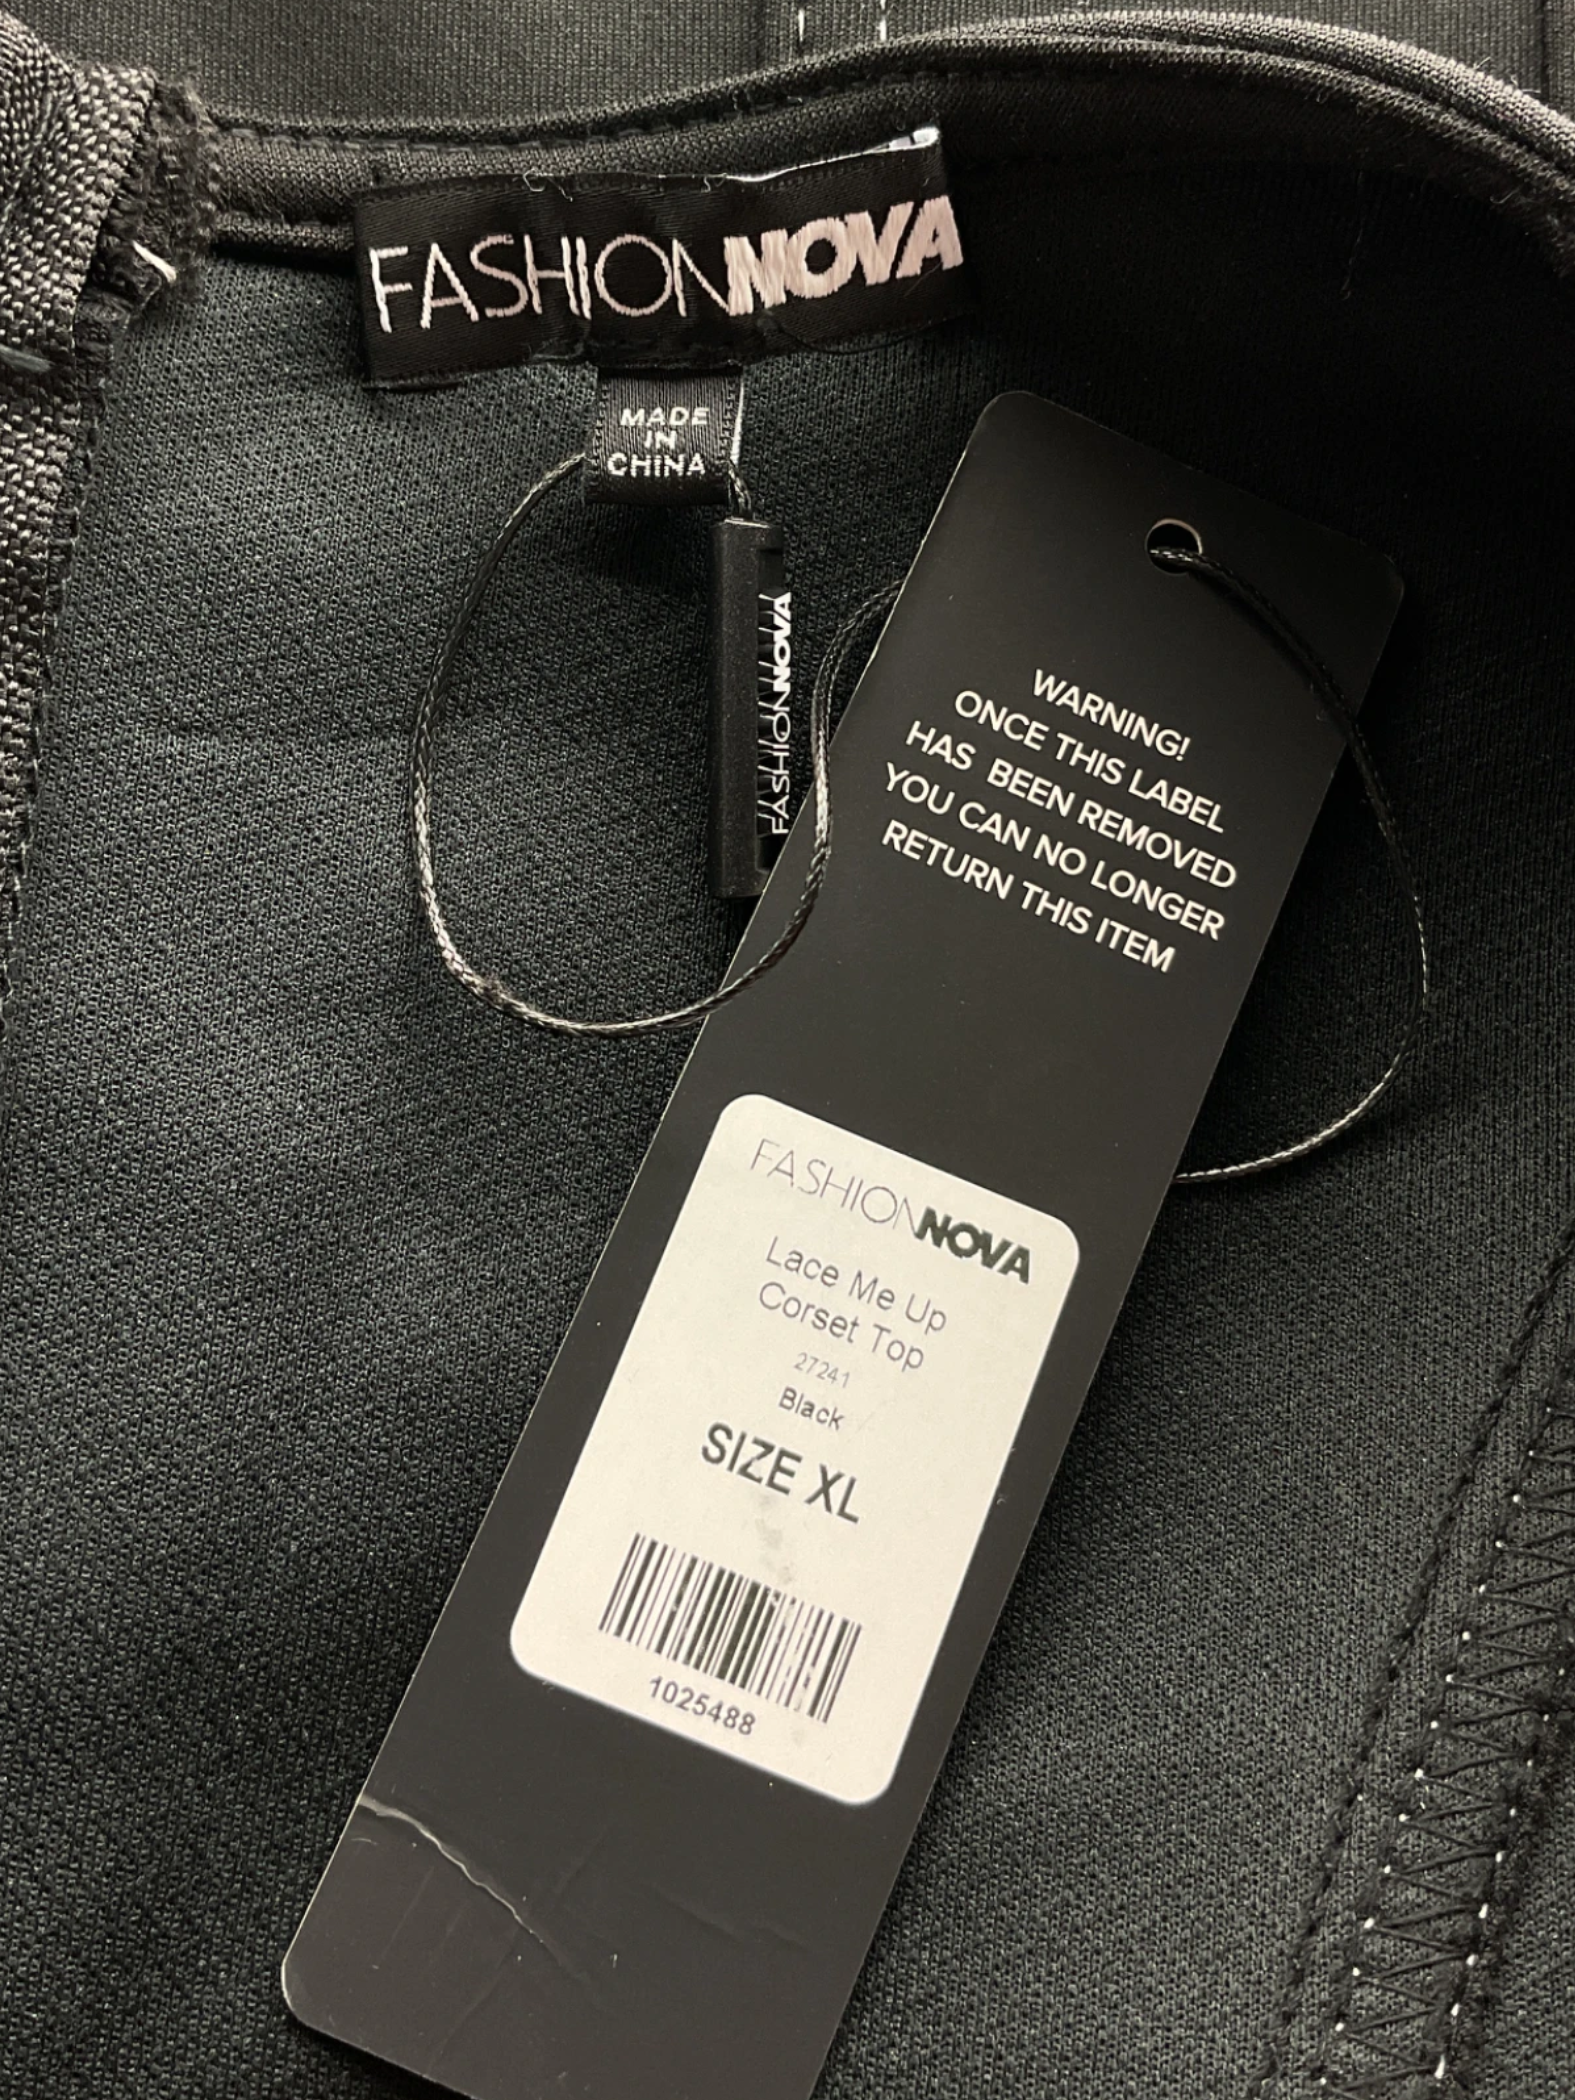 FASHIONNOVA
MADE
IN
CHINA
FASHIONNOVA
WARNING!
ONCE THIS LABEL
HAS BEEN REMOVED
YOU CAN NO LONGER
RETURN THIS ITEM
FASHIONNOVA
Lace Me Up
Corset Top
27241
Black
SIZE XL
1025488